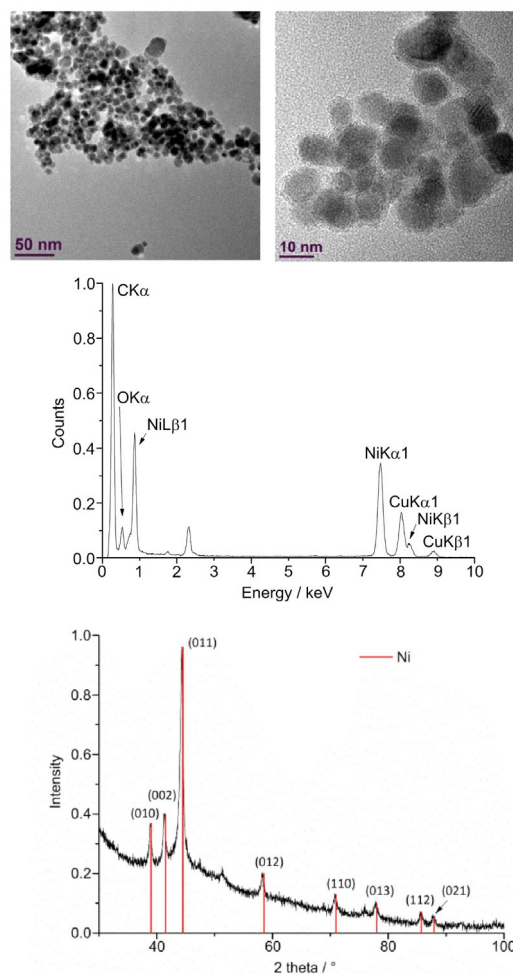 50 nm
10 nm
1.0
0.8
0.6
0.4
0.2
0.0
Counts
CKα
OKα
NiLβ1
NiKα1
CuKα1
NiKβ1
CuKβ1
0 1 2 3 4 5 6 7 8 9 10
Energy / keV
1.0
0.8
0.6
0.4
0.2
0.0
Intensity
(011)
Ni
(002)
(010)
(012)
(110)
(013)
(112)
(021)
40 60 80 100
2 theta / °